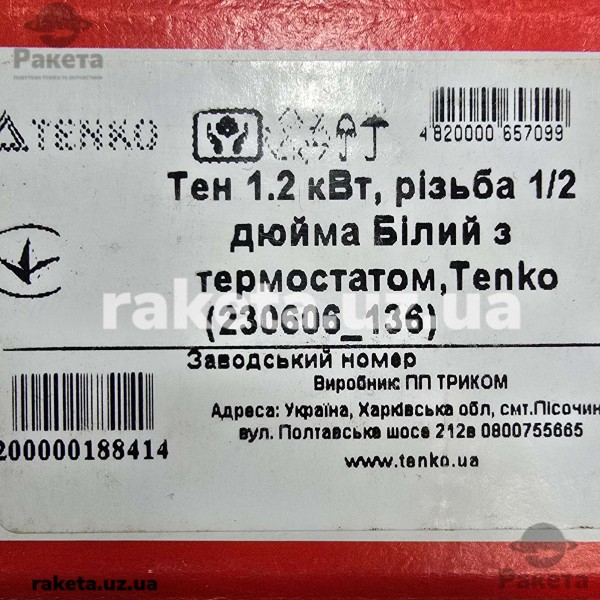 Ракета
TENKO
4 820000 657099
Тен 1.2 кВт, різьба 1/2
дюйма Білий з
термостатом,Tenko
raketa.uz.ua
(230606_136)
Заводський номер
Виробник: ПП ТРИКОМ
Адреса: Україна, Харківська обл, смт.Пісочин
вул. Полтавська шосе 212в 0800755665
200000188414
www.tenko.ua
raketa.uz.ua
Ракета